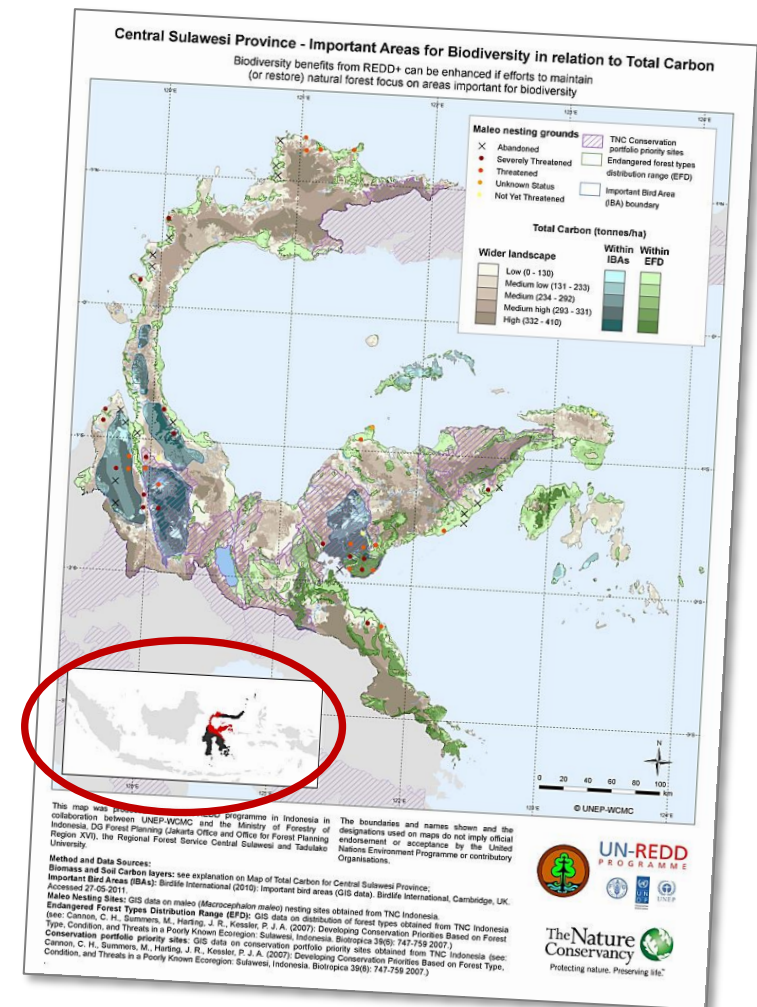 Central Sulawesi Province - Important Areas for Biodiversity in relation to Total Carbon
Biodiversity benefits from REDD+ can be enhanced if efforts to maintain
(or restore) natural forest focus on areas important for biodiversity
Maleo nesting grounds
Abandoned
Severely Threatened
Threatened
Unknown Status
Not Yet Threatened
TNC Conservation
portfolio priority sites
Endangered forest types
distribution range (EFD)
Important Bird Area
(IBA) boundary
Total Carbon (tonnes/ha)
Wider landscape
Within
IBAs
Within
EFD
Low (0 - 130)
Medium low (131 - 233)
Medium (234 - 292)
Medium high (293 - 331)
High (332 - 410)
N
0 20 40 60 80 100
km
© UNEP-WCMC
This map was programme in Indonesia in
collaboration between UNEP-WCMC and the Ministry of Forestry of
Indonesia, DG Forest Planning (Jakarta Office and Office for Forest Planning
Region XVI), the Regional Forest Service Central Sulawesi and Tadulake
University.
The boundaries and names shown and the
designations used on maps do not imply official
endorsement or acceptance by the United
Nations Environment Programme or contributory
Organisations.
Method and Data Sources:
Biomass and Soil Carbon layers: see explanation on Map of Total Carbon for Central Sulawesi Province;
Important Bird Areas (IBAs): Birdlife International (2010): Important bird areas (GIS data). Birdlife International, Cambridge, UK.
Accessed 27-05-2011.
Maleo Nesting Sites: GIS data on maleo (Macrocephalon maleo) nesting sites obtained from TNC Indonesia.
Endangered Forest Types Distribution Range (EFD): GIS data on distribution of forest types obtained from TNC Indonesia
(see: Cannon, C. H., Summers, M., Harting, J. R., Kessler, P. J. A. (2007): Developing Conservation Priorities Based on Forest
Type, Condition, and Threats in a Poorly Known Ecoregion: Sulawesi, Indonesia. Biotropica 39(6): 747-759 2007.)
Conservation portfolio priority sites: GIS data on conservation portfolio priority sites obtained from TNC Indonesia (see:
Cannon, C. H., Summers, M., Harting, J. R., Kessler, P. J. A. (2007): Developing Conservation Priorities Based on Forest Type,
Condition, and Threats in a Poorly Known Ecoregion: Sulawesi, Indonesia. Biotropica 39(6): 747-759 2007.)
UN-REDD
PROGRAMME
UNEP
The Nature
Conservancy
Protecting nature. Preserving life.™